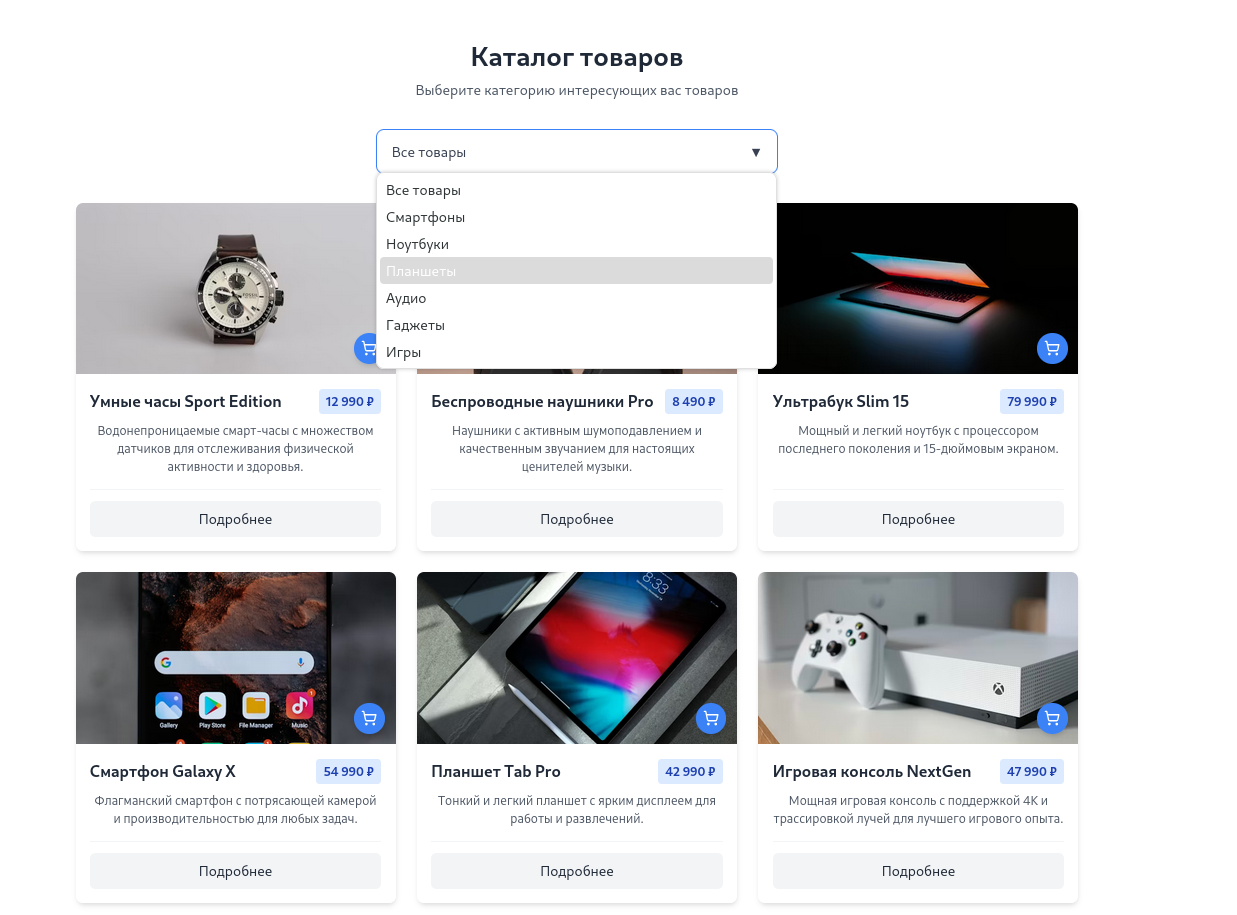 Каталог товаров
Выберите категорию интересующих вас товаров
Все товары ▼
Все товары
Смартфоны
Ноутбуки
Планшеты
Аудио
Гаджеты
Игры
Умные часы Sport Edition 12 990 ₽
Водонепроницаемые смарт-часы с множеством
датчиков для отслеживания физической
активности и здоровья.
Подробнее
Беспроводные наушники Pro 8 490 ₽
Наушники с активным шумоподавлением и
качественным звучанием для настоящих
ценителей музыки.
Подробнее
Ультрабук Slim 15 79 990 ₽
Мощный и легкий ноутбук с процессором
последнего поколения и 15-дюймовым экраном.
Подробнее
Gallery Play Store File Manager Music
Смартфон Galaxy X 54 990 ₽
Флагманский смартфон с потрясающей камерой
и производительностью для любых задач.
Подробнее
8:33
Планшет Tab Pro 42 990 ₽
Тонкий и легкий планшет с ярким дисплеем для
работы и развлечений.
Подробнее
Игровая консоль NextGen 47 990 ₽
Мощная игровая консоль с поддержкой 4K и
трассировкой лучей для лучшего игрового опыта.
Подробнее